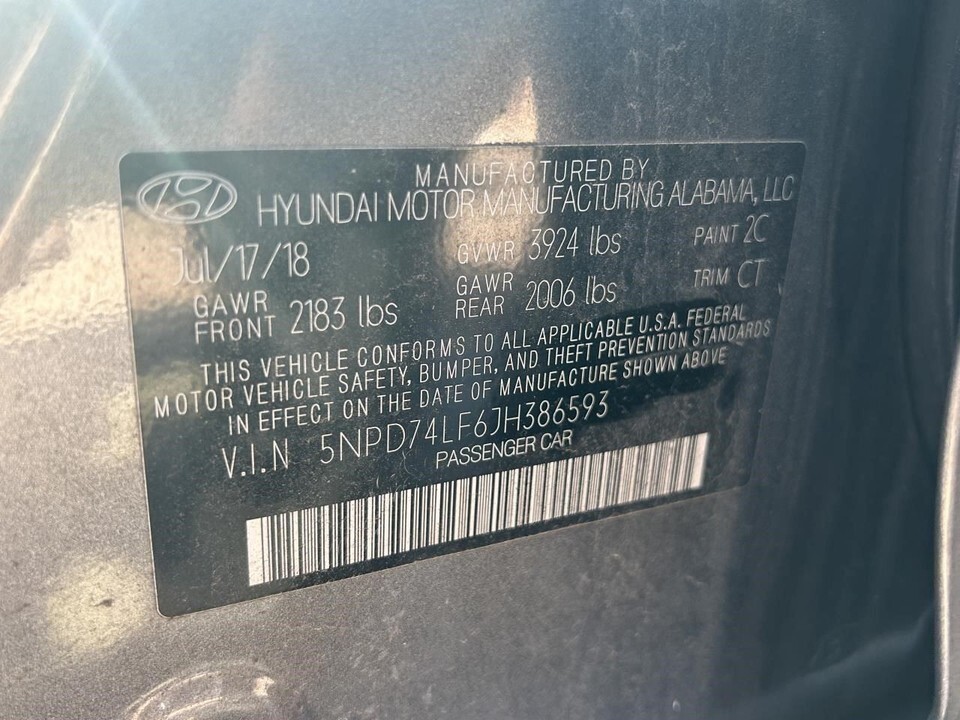 MANUFACTURED BY
HYUNDAI MOTOR MANUFACTURING ALABAMA, LLC
Jul/17/18 GVWR 3924 lbs PAINT 2C
GAWR FRONT 2183 lbs GAWR REAR 2006 lbs TRIM CT
THIS VEHICLE CONFORMS TO ALL APPLICABLE U.S.A. FEDERAL
MOTOR VEHICLE SAFETY, BUMPER, AND THEFT PREVENTION STANDARDS
IN EFFECT ON THE DATE OF MANUFACTURE SHOWN ABOVE
V.I.N 5NPD74LF6JH386593
PASSENGER CAR